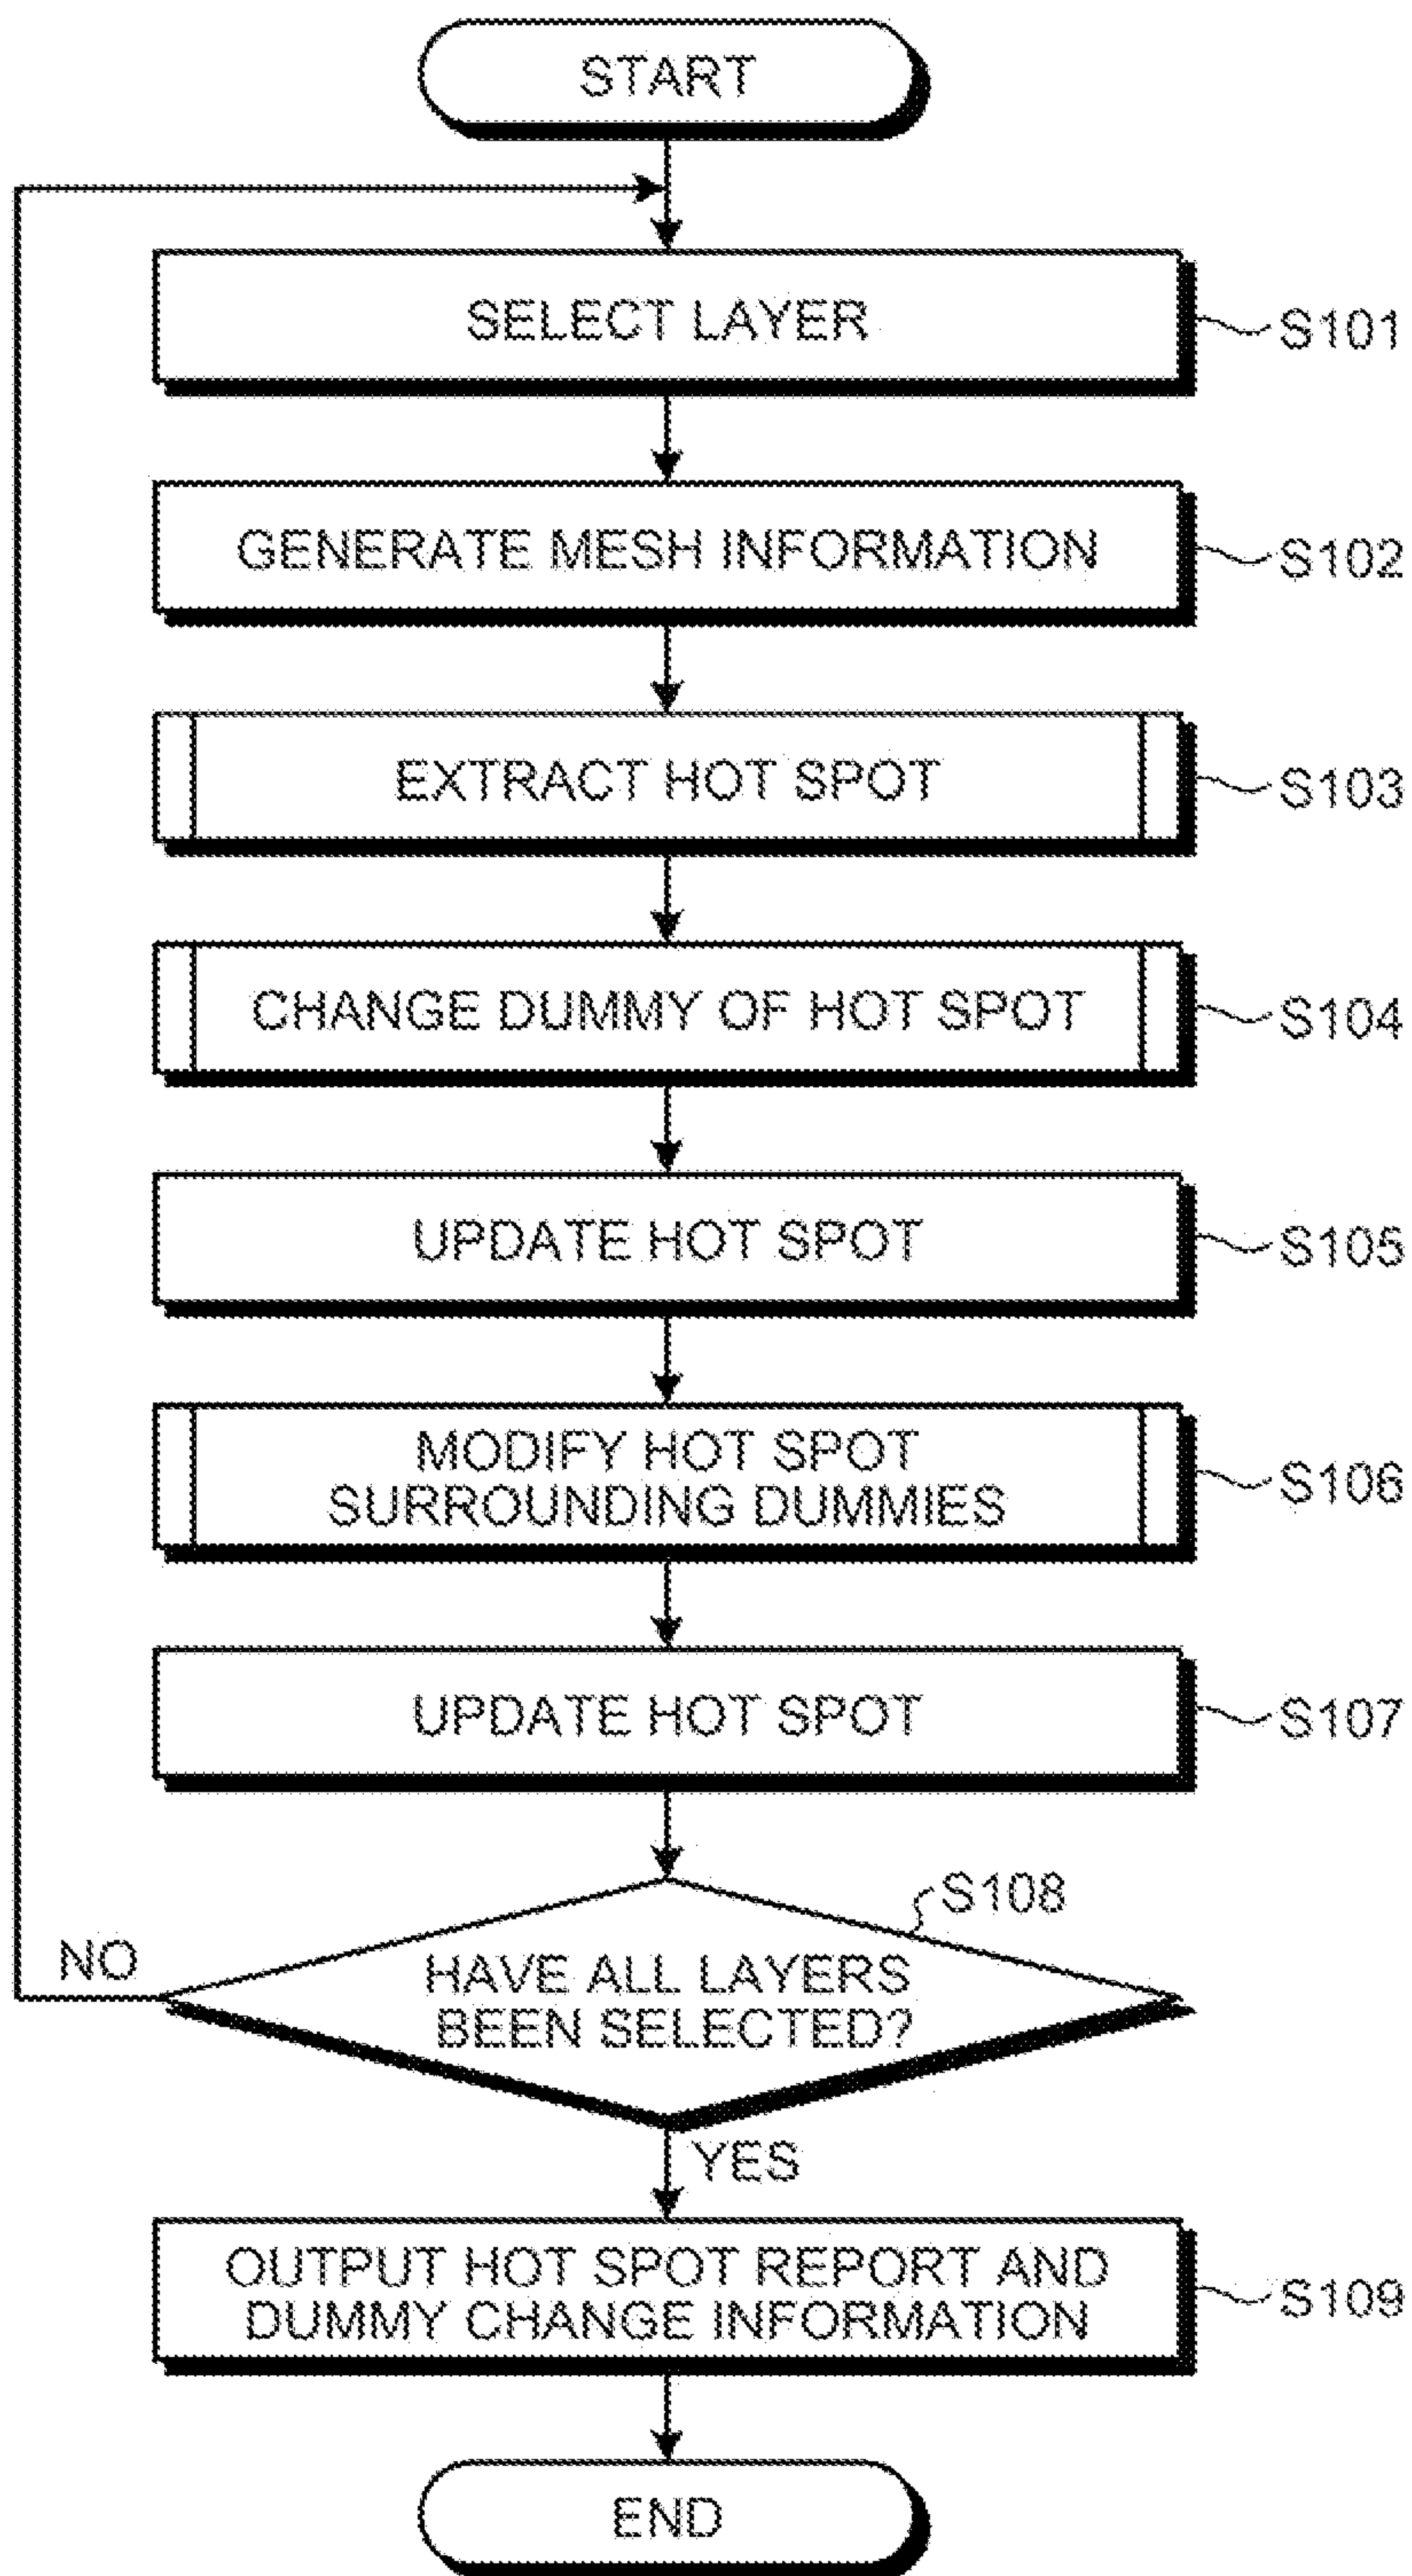 START
SELECT LAYER
S101
GENERATE MESH INFORMATION
S102
EXTRACT HOT SPOT
S103
CHANGE DUMMY OF HOT SPOT
S104
UPDATE HOT SPOT
S105
MODIFY HOT SPOT
SURROUNDING DUMMIES
S106
UPDATE HOT SPOT
S107
S108
NO
HAVE ALL LAYERS
BEEN SELECTED?
YES
OUTPUT HOT SPOT REPORT AND
DUMMY CHANGE INFORMATION
S109
END